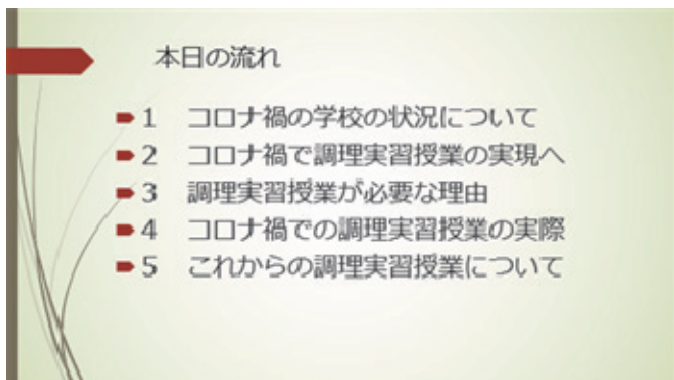 本日の流れ
1 コロナ禍の学校の状況について
2 コロナ禍で調理実習授業の実現へ
3 調理実習授業が必要な理由
4 コロナ禍での調理実習授業の実際
5 これからの調理実習授業について